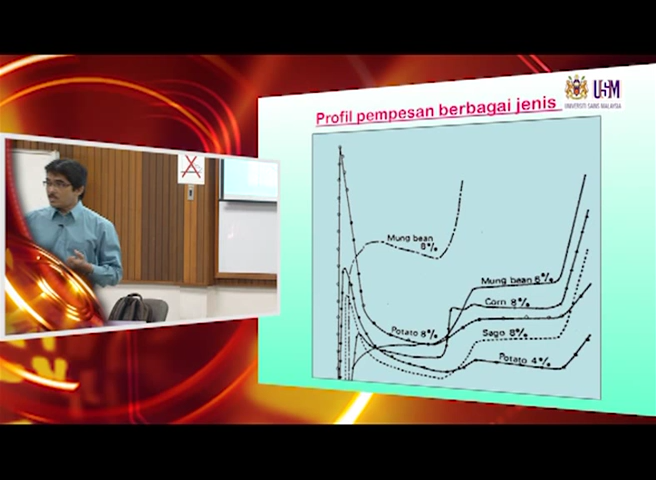 USM
UNIVERSITI SAINS MALAYSIA
Profil pempesan berbagai jenis
Mung bean
8%
Mung bean 6%
Corn 8%
Potato 8%
Sago 8%
Potato 4%